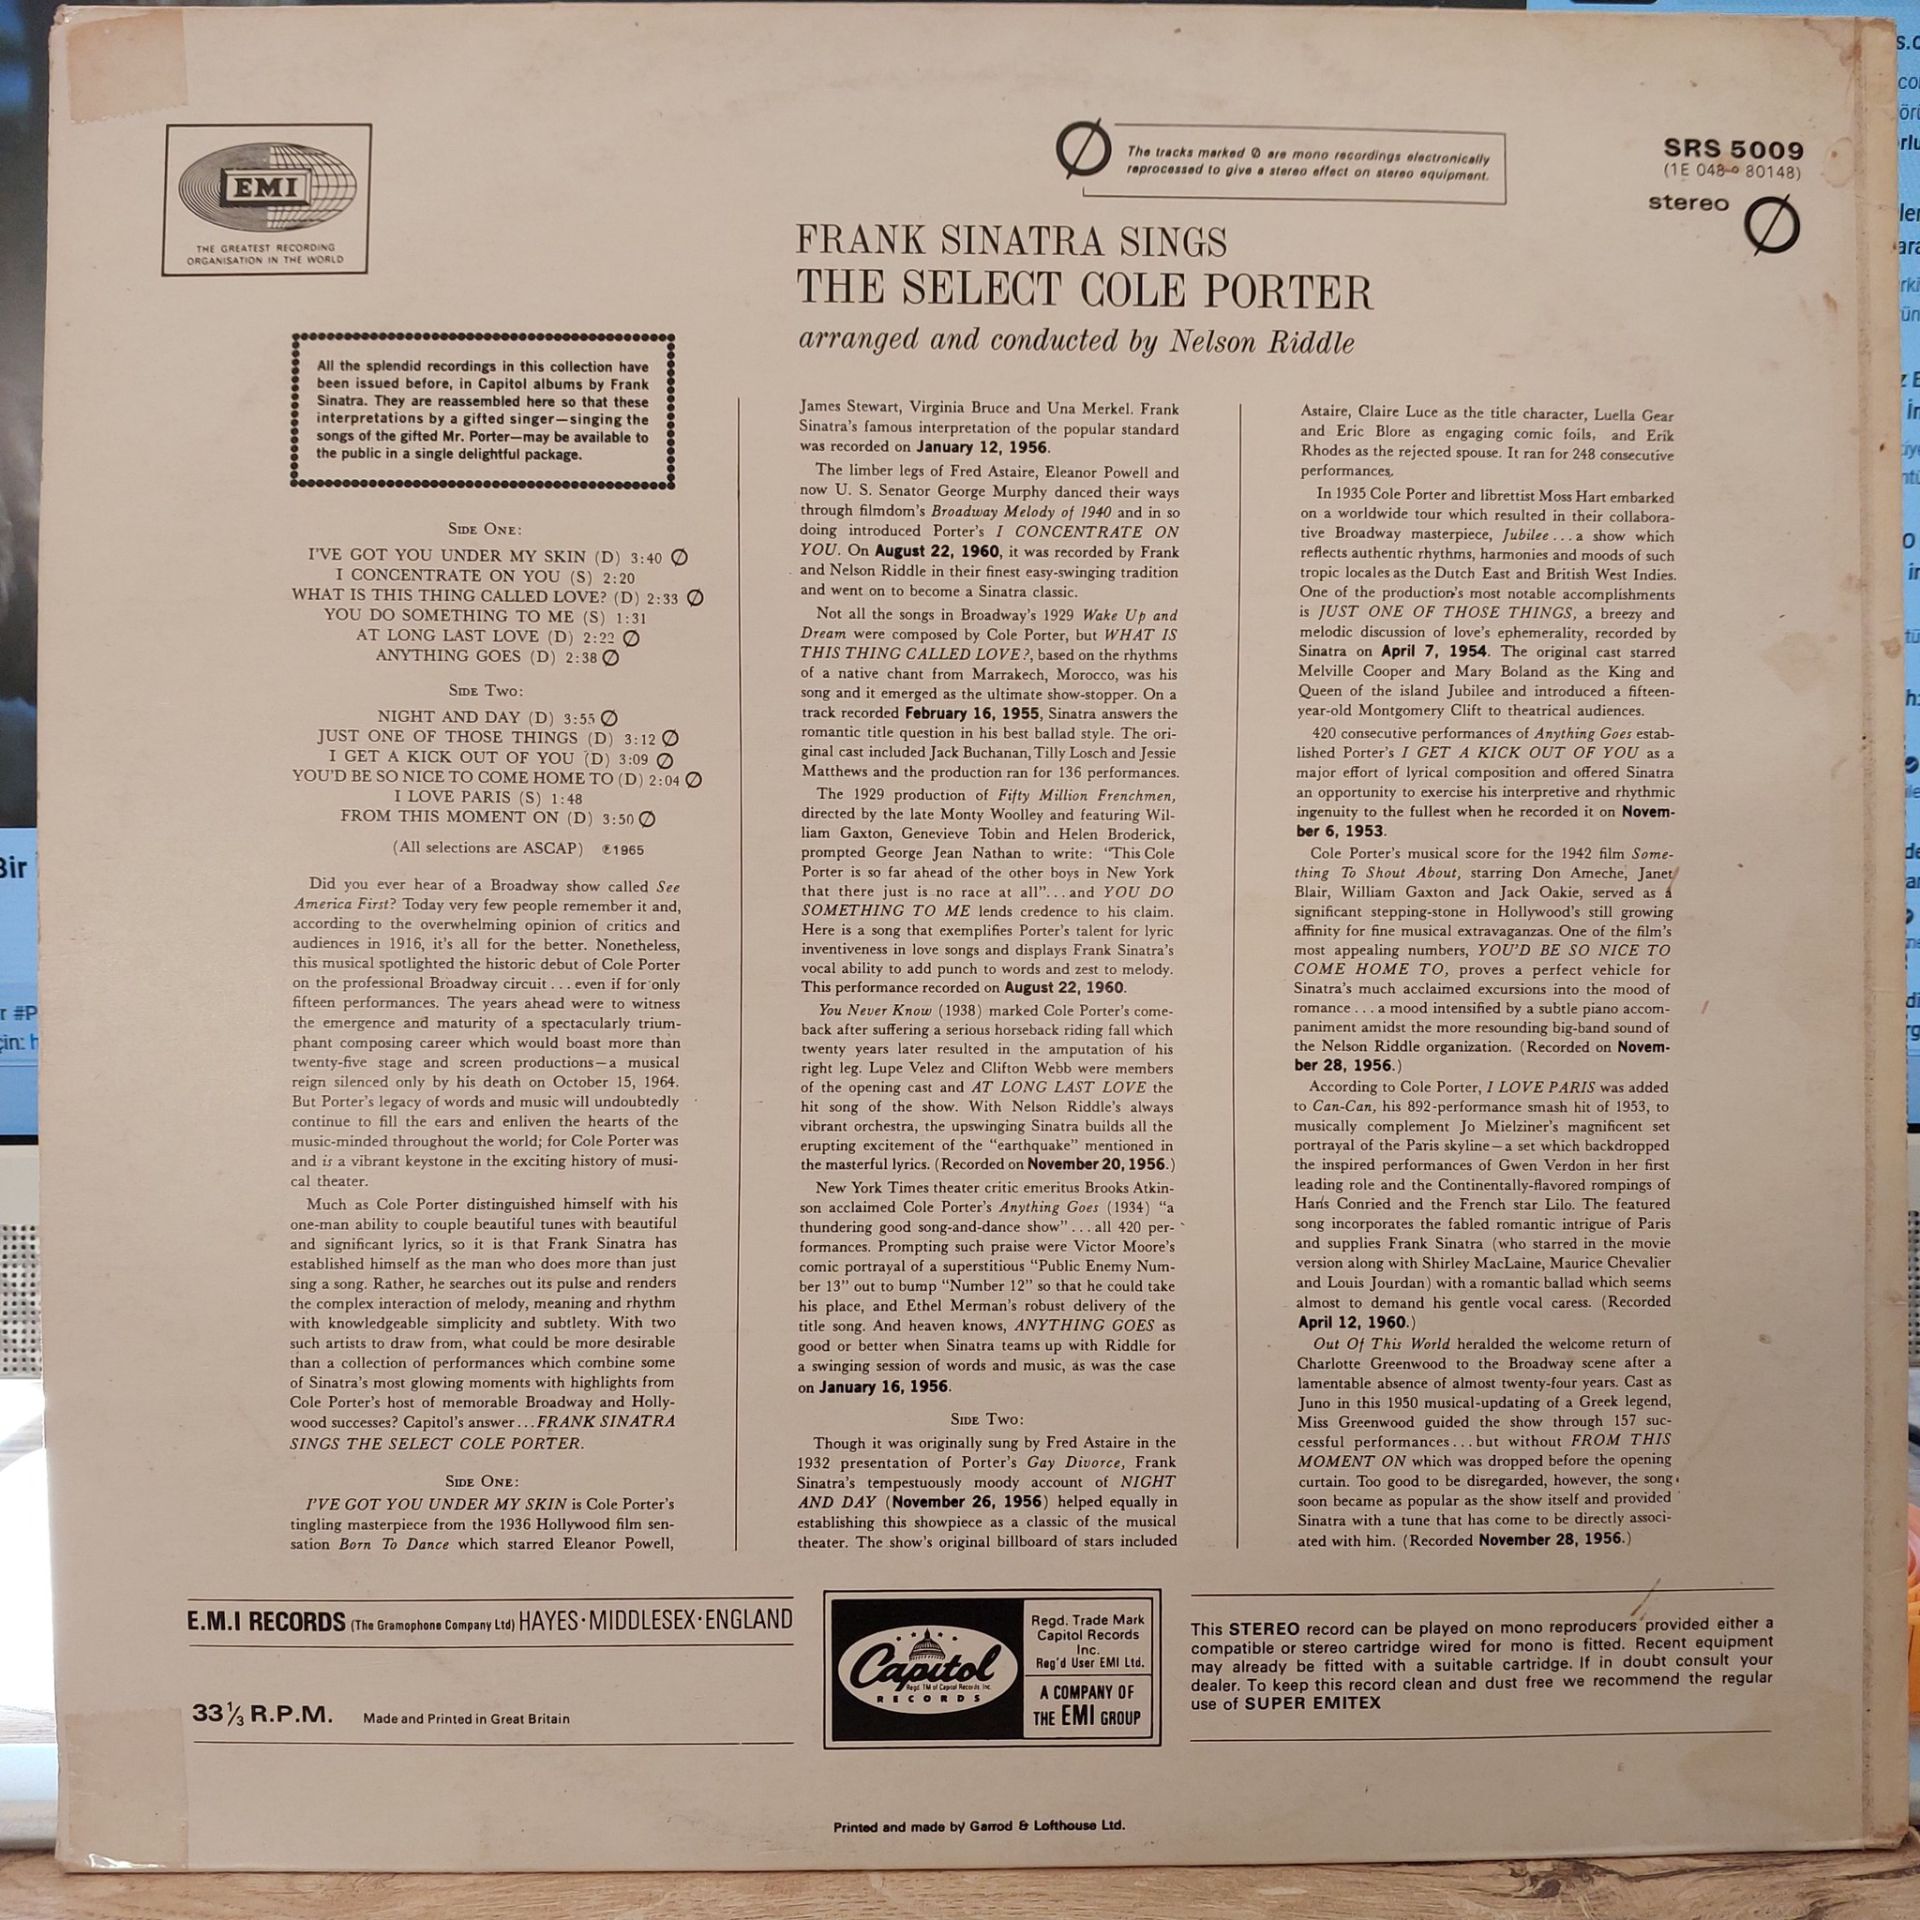 EMI
THE GREATEST RECORDING
ORGANISATION IN THE WORLD
The tracks marked Ø are mono recordings electronically
reprocessed to give a stereo effect on stereo equipment.
SRS 5009
(1E 048 o 80148)
stereo Ø
FRANK SINATRA SINGS
THE SELECT COLE PORTER
arranged and conducted by Nelson Riddle
All the splendid recordings in this collection have
been issued before, in Capitol albums by Frank
Sinatra. They are reassembled here so that these
interpretations by a gifted singer—singing the
songs of the gifted Mr. Porter—may be available to
the public in a single delightful package.
SIDE ONE:
I'VE GOT YOU UNDER MY SKIN (D) 3:40 Ø
I CONCENTRATE ON YOU (S) 2:20
WHAT IS THIS THING CALLED LOVE? (D) 2:33 Ø
YOU DO SOMETHING TO ME (S) 1:31
AT LONG LAST LOVE (D) 2:22 Ø
ANYTHING GOES (D) 2:38 Ø
SIDE TWO:
NIGHT AND DAY (D) 3:55 Ø
JUST ONE OF THOSE THINGS (D) 3:12 Ø
I GET A KICK OUT OF YOU (D) 3:09 Ø
YOU'D BE SO NICE TO COME HOME TO (D) 2:04 Ø
I LOVE PARIS (S) 1:48
FROM THIS MOMENT ON (D) 3:50 Ø
(All selections are ASCAP) ℗1965
Did you ever hear of a Broadway show called See
America First? Today very few people remember it and,
according to the overwhelming opinion of critics and
audiences in 1916, it's all for the better. Nonetheless,
this musical spotlighted the historic debut of Cole Porter
on the professional Broadway circuit . . . even if for only
fifteen performances. The years ahead were to witness
the emergence and maturity of a spectacularly trium-
phant composing career which would boast more than
twenty-five stage and screen productions—a musical
reign silenced only by his death on October 15, 1964.
But Porter's legacy of words and music will undoubtedly
continue to fill the ears and enliven the hearts of the
music-minded throughout the world; for Cole Porter was
and is a vibrant keystone in the exciting history of musi-
cal theater.
Much as Cole Porter distinguished himself with his
one-man ability to couple beautiful tunes with beautiful
and significant lyrics, so it is that Frank Sinatra has
established himself as the man who does more than just
sing a song. Rather, he searches out its pulse and renders
the complex interaction of melody, meaning and rhythm
with knowledgeable simplicity and subtlety. With two
such artists to draw from, what could be more desirable
than a collection of performances which combine some
of Sinatra's most glowing moments with highlights from
Cole Porter's host of memorable Broadway and Holly-
wood successes? Capitol's answer . . . FRANK SINATRA
SINGS THE SELECT COLE PORTER.
SIDE ONE:
I'VE GOT YOU UNDER MY SKIN is Cole Porter's
tingling masterpiece from the 1936 Hollywood film sen-
sation Born To Dance which starred Eleanor Powell,
James Stewart, Virginia Bruce and Una Merkel. Frank
Sinatra's famous interpretation of the popular standard
was recorded on January 12, 1956.
The limber legs of Fred Astaire, Eleanor Powell and
now U. S. Senator George Murphy danced their ways
through filmdom's Broadway Melody of 1940 and in so
doing introduced Porter's I CONCENTRATE ON
YOU. On August 22, 1960, it was recorded by Frank
and Nelson Riddle in their finest easy-swinging tradition
and went on to become a Sinatra classic.
Not all the songs in Broadway's 1929 Wake Up and
Dream were composed by Cole Porter, but WHAT IS
THIS THING CALLED LOVE?, based on the rhythms
of a native chant from Marrakech, Morocco, was his
song and it emerged as the ultimate show-stopper. On a
track recorded February 16, 1955, Sinatra answers the
romantic title question in his best ballad style. The ori-
ginal cast included Jack Buchanan, Tilly Losch and Jessie
Matthews and the production ran for 136 performances.
The 1929 production of Fifty Million Frenchmen,
directed by the late Monty Woolley and featuring Wil-
liam Gaxton, Genevieve Tobin and Helen Broderick,
prompted George Jean Nathan to write: "This Cole
Porter is so far ahead of the other boys in New York
that there just is no race at all" . . . and YOU DO
SOMETHING TO ME lends credence to his claim.
Here is a song that exemplifies Porter's talent for lyric
inventiveness in love songs and displays Frank Sinatra's
vocal ability to add punch to words and zest to melody.
This performance recorded on August 22, 1960.
You Never Know (1938) marked Cole Porter's come-
back after suffering a serious horseback riding fall which
twenty years later resulted in the amputation of his
right leg. Lupe Velez and Clifton Webb were members
of the opening cast and AT LONG LAST LOVE the
hit song of the show. With Nelson Riddle's always
vibrant orchestra, the upswinging Sinatra builds all the
erupting excitement of the "earthquake" mentioned in
the masterful lyrics. (Recorded on November 20, 1956.)
New York Times theater critic emeritus Brooks Atkin-
son acclaimed Cole Porter's Anything Goes (1934) "a
thundering good song-and-dance show" . . . all 420 per-
formances. Prompting such praise were Victor Moore's
comic portrayal of a superstitious "Public Enemy Num-
ber 13" out to bump "Number 12" so that he could take
his place, and Ethel Merman's robust delivery of the
title song. And heaven knows, ANYTHING GOES as
good or better when Sinatra teams up with Riddle for
a swinging session of words and music, as was the case
on January 16, 1956.
SIDE TWO:
Though it was originally sung by Fred Astaire in the
1932 presentation of Porter's Gay Divorce, Frank
Sinatra's tempestuously moody account of NIGHT
AND DAY (November 26, 1956) helped equally in
establishing this showpiece as a classic of the musical
theater. The show's original billboard of stars included
Astaire, Claire Luce as the title character, Luella Gear
and Eric Blore as engaging comic foils, and Erik
Rhodes as the rejected spouse. It ran for 248 consecutive
performances.
In 1935 Cole Porter and librettist Moss Hart embarked
on a worldwide tour which resulted in their collabora-
tive Broadway masterpiece, Jubilee . . . a show which
reflects authentic rhythms, harmonies and moods of such
tropic locales as the Dutch East and British West Indies.
One of the production's most notable accomplishments
is JUST ONE OF THOSE THINGS, a breezy and
melodic discussion of love's ephemerality, recorded by
Sinatra on April 7, 1954. The original cast starred
Melville Cooper and Mary Boland as the King and
Queen of the island Jubilee and introduced a fifteen-
year-old Montgomery Clift to theatrical audiences.
420 consecutive performances of Anything Goes estab-
lished Porter's I GET A KICK OUT OF YOU as a
major effort of lyrical composition and offered Sinatra
an opportunity to exercise his interpretive and rhythmic
ingenuity to the fullest when he recorded it on Novem-
ber 6, 1953.
Cole Porter's musical score for the 1942 film Some-
thing To Shout About, starring Don Ameche, Janet
Blair, William Gaxton and Jack Oakie, served as a
significant stepping-stone in Hollywood's still growing
affinity for fine musical extravaganzas. One of the film's
most appealing numbers, YOU'D BE SO NICE TO
COME HOME TO, proves a perfect vehicle for
Sinatra's much acclaimed excursions into the mood of
romance . . . a mood intensified by a subtle piano accom-
paniment amidst the more resounding big-band sound of
the Nelson Riddle organization. (Recorded on Novem-
ber 28, 1956.)
According to Cole Porter, I LOVE PARIS was added
to Can-Can, his 892-performance smash hit of 1953, to
musically complement Jo Mielziner's magnificent set
portrayal of the Paris skyline—a set which backdropped
the inspired performances of Gwen Verdon in her first
leading role and the Continentally-flavored rompings of
Hans Conried and the French star Lilo. The featured
song incorporates the fabled romantic intrigue of Paris
and supplies Frank Sinatra (who starred in the movie
version along with Shirley MacLaine, Maurice Chevalier
and Louis Jourdan) with a romantic ballad which seems
almost to demand his gentle vocal caress. (Recorded
April 12, 1960.)
Out Of This World heralded the welcome return of
Charlotte Greenwood to the Broadway scene after a
lamentable absence of almost twenty-four years. Cast as
Juno in this 1950 musical-updating of a Greek legend,
Miss Greenwood guided the show through 157 suc-
cessful performances . . . but without FROM THIS
MOMENT ON which was dropped before the opening
curtain. Too good to be disregarded, however, the song
soon became as popular as the show itself and provided
Sinatra with a tune that has come to be directly associ-
ated with him. (Recorded November 28, 1956.)
E.M.I RECORDS (The Gramophone Company Ltd) HAYES·MIDDLESEX·ENGLAND
33⅓ R.P.M. Made and Printed in Great Britain
Capitol
Regd. TM of Capitol Records, Inc.
RECORDS
Regd. Trade Mark
Capitol Records
Inc.
Reg'd User EMI Ltd.
A COMPANY OF
THE EMI GROUP
This STEREO record can be played on mono reproducers provided either a
compatible or stereo cartridge wired for mono is fitted. Recent equipment
may already be fitted with a suitable cartridge. If in doubt consult your
dealer. To keep this record clean and dust free we recommend the regular
use of SUPER EMITEX
Printed and made by Garrod & Lofthouse Ltd.
Bir